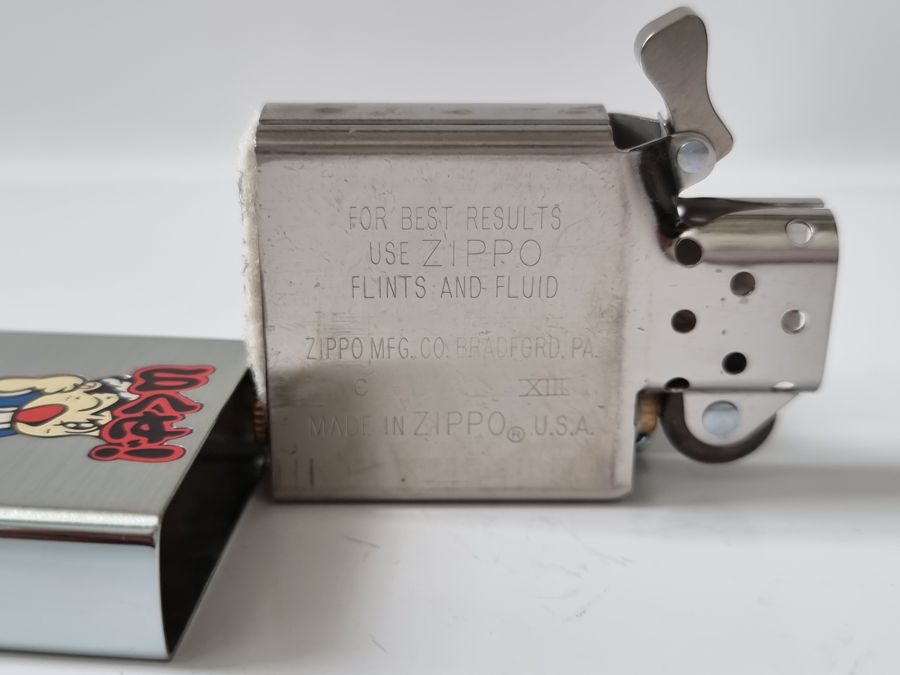 FOR BEST RESULTS
USE ZIPPO
FLINTS AND FLUID
ZIPPO MFG. CO. BRADFORD. PA.
C XIII
MADE IN ZIPPO® U.S.A.